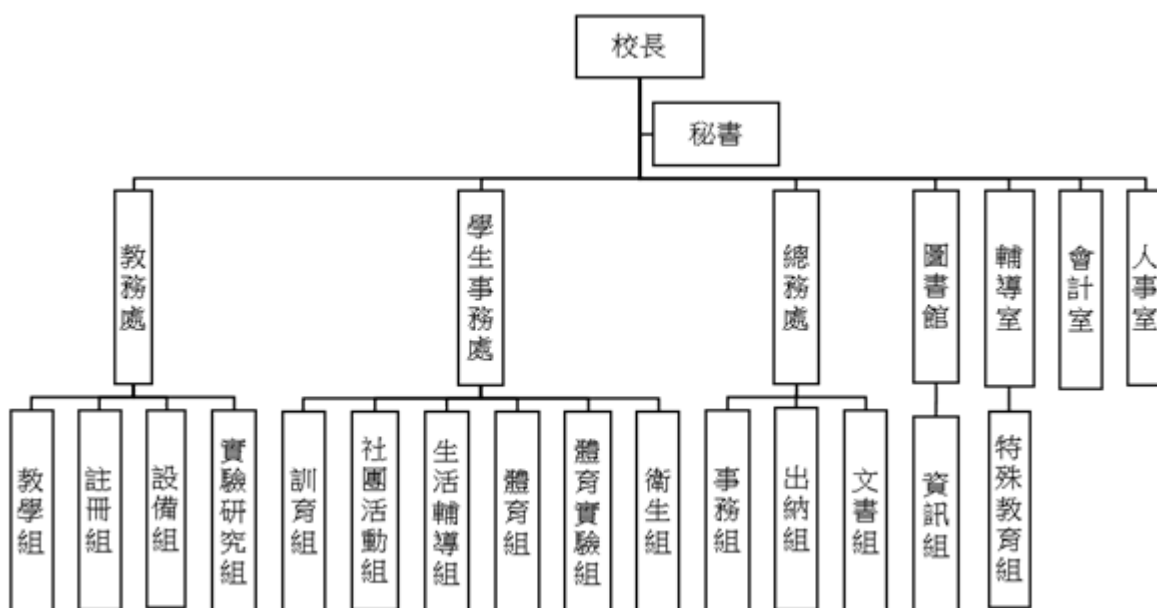 校長
秘書
教務處
學生事務處
總務處
圖書館
輔導室
會計室
人事室
教學組
註冊組
設備組
實驗研究組
訓育組
社團活動組
生活輔導組
體育組
體育實驗組
衛生組
事務組
出納組
文書組
資訊組
特殊教育組